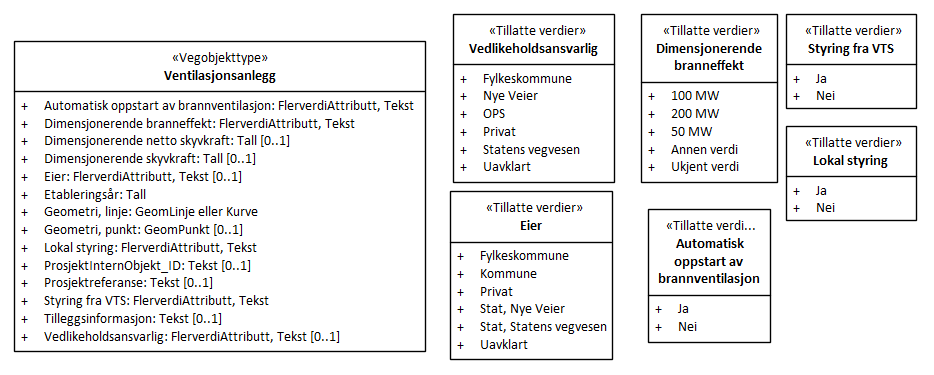 «Vegobjekttype»
Ventilasjonsanlegg
+ Automatisk oppstart av brannventilasjon: FlerverdiAttributt, Tekst
+ Dimensjonerende branneffekt: FlerverdiAttributt, Tekst
+ Dimensjonerende netto skyvkraft: Tall [0..1]
+ Dimensjonerende skyvkraft: Tall [0..1]
+ Eier: FlerverdiAttributt, Tekst [0..1]
+ Etableringsår: Tall
+ Geometri, linje: GeomLinje eller Kurve
+ Geometri, punkt: GeomPunkt [0..1]
+ Lokal styring: FlerverdiAttributt, Tekst
+ ProsjektInternObjekt_ID: Tekst [0..1]
+ Prosjektreferanse: Tekst [0..1]
+ Styring fra VTS: FlerverdiAttributt, Tekst
+ Tilleggsinformasjon: Tekst [0..1]
+ Vedlikeholdsansvarlig: FlerverdiAttributt, Tekst [0..1]
«Tillatte verdier»
Vedlikeholdsansvarlig
+ Fylkeskommune
+ Nye Veier
+ OPS
+ Privat
+ Statens vegvesen
+ Uavklart
«Tillatte verdier»
Eier
+ Fylkeskommune
+ Kommune
+ Privat
+ Stat, Nye Veier
+ Stat, Statens vegvesen
+ Uavklart
«Tillatte verdier»
Dimensjonerende
branneffekt
+ 100 MW
+ 200 MW
+ 50 MW
+ Annen verdi
+ Ukjent verdi
«Tillatte verdi...
Automatisk
oppstart av
brannventilasjon
+ Ja
+ Nei
«Tillatte verdier»
Styring fra VTS
+ Ja
+ Nei
«Tillatte verdier»
Lokal styring
+ Ja
+ Nei